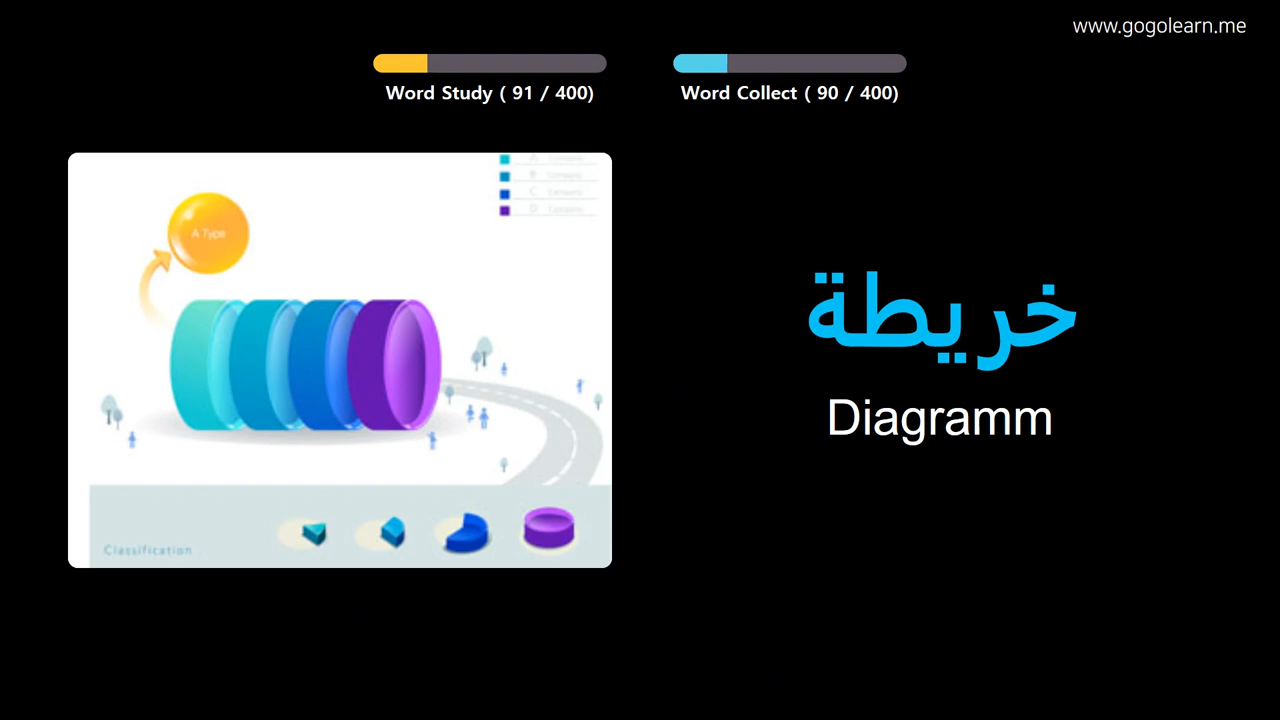 www.gogolearn.me
Word Study ( 91 / 400)
Word Collect ( 90 / 400)
A
B
C
D
A Type
خريطة
Diagramm
Classification